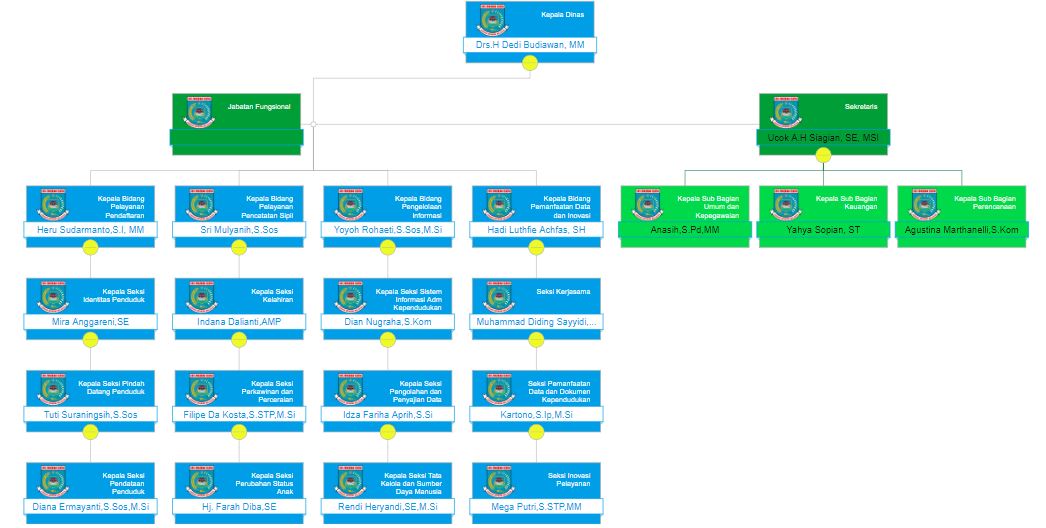 Kepala Dinas
Drs.H Dedi Budiawan, MM
Jabatan Fungsional
Sekretaris
Ucok A.H Siagian, SE, MSi
Kepala Bidang
Pelayanan
Pendaftaran
Heru Sudarmanto,S.I, MM
Kepala Bidang
Pelayanan
Pencatatan Sipil
Sri Mulyanih,S.Sos
Kepala Bidang
Pengelolaan
Informasi
Yoyoh Rohaeti,S.Sos,M.Si
Kepala Bidang
Pemanfaatan Data
dan Inovasi
Hadi Luthfie Achfas, SH
Kepala Sub Bagian
Umum dan
Kepegawaian
Anasih,S.Pd,MM
Kepala Sub Bagian
Keuangan
Yahya Sopian, ST
Kepala Sub Bagian
Perencanaan
Agustina Marthanelli,S.Kom
Kepala Seksi
Identitas Penduduk
Mira Anggareni,SE
Kepala Seksi
Kelahiran
Indana Dalianti,AMP
Kepala Seksi Sistem
Informasi Adm
Kependudukan
Dian Nugraha,S.Kom
Seksi Kerjasama
Muhammad Diding Sayyidi,...
Kepala Seksi Pindah
Datang Penduduk
Tuti Suraningsih,S.Sos
Kepala Seksi
Perkawinan dan
Perceraian
Filipe Da Kosta,S.STP,M.Si
Kepala Seksi
Pengolahan dan
Penyajian Data
Idza Fariha Aprih,S.Si
Seksi Pemanfaatan
Data dan Dokumen
Kependudukan
Kartono,S.Ip,M.Si
Kepala Seksi
Pendataan
Penduduk
Diana Ermayanti,S.Sos,M.Si
Kepala Seksi
Perubahan Status
Anak
Hj. Farah Diba,SE
Kepala Seksi Tata
Kelola dan Sumber
Daya Manusia
Rendi Heryandi,SE,M.Si
Seksi Inovasi
Pelayanan
Mega Putri,S.STP,MM